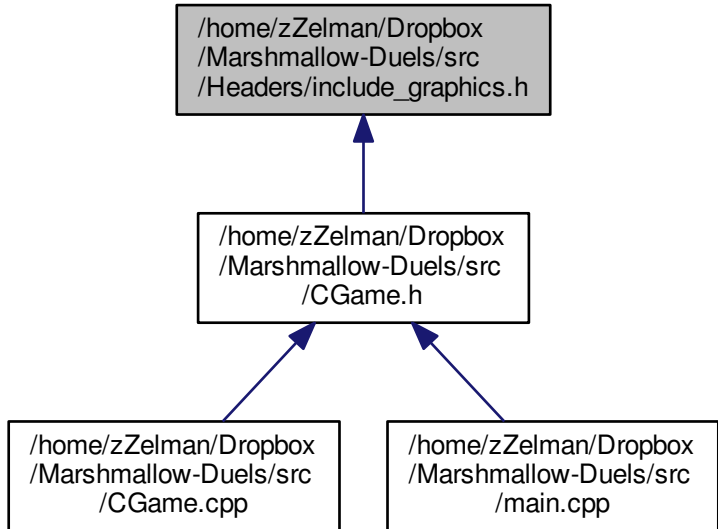 /home/zZelman/Dropbox
/Marshmallow-Duels/src
/Headers/include_graphics.h
/home/zZelman/Dropbox
/Marshmallow-Duels/src
/CGame.h
/home/zZelman/Dropbox
/Marshmallow-Duels/src
/CGame.cpp
/home/zZelman/Dropbox
/Marshmallow-Duels/src
/main.cpp